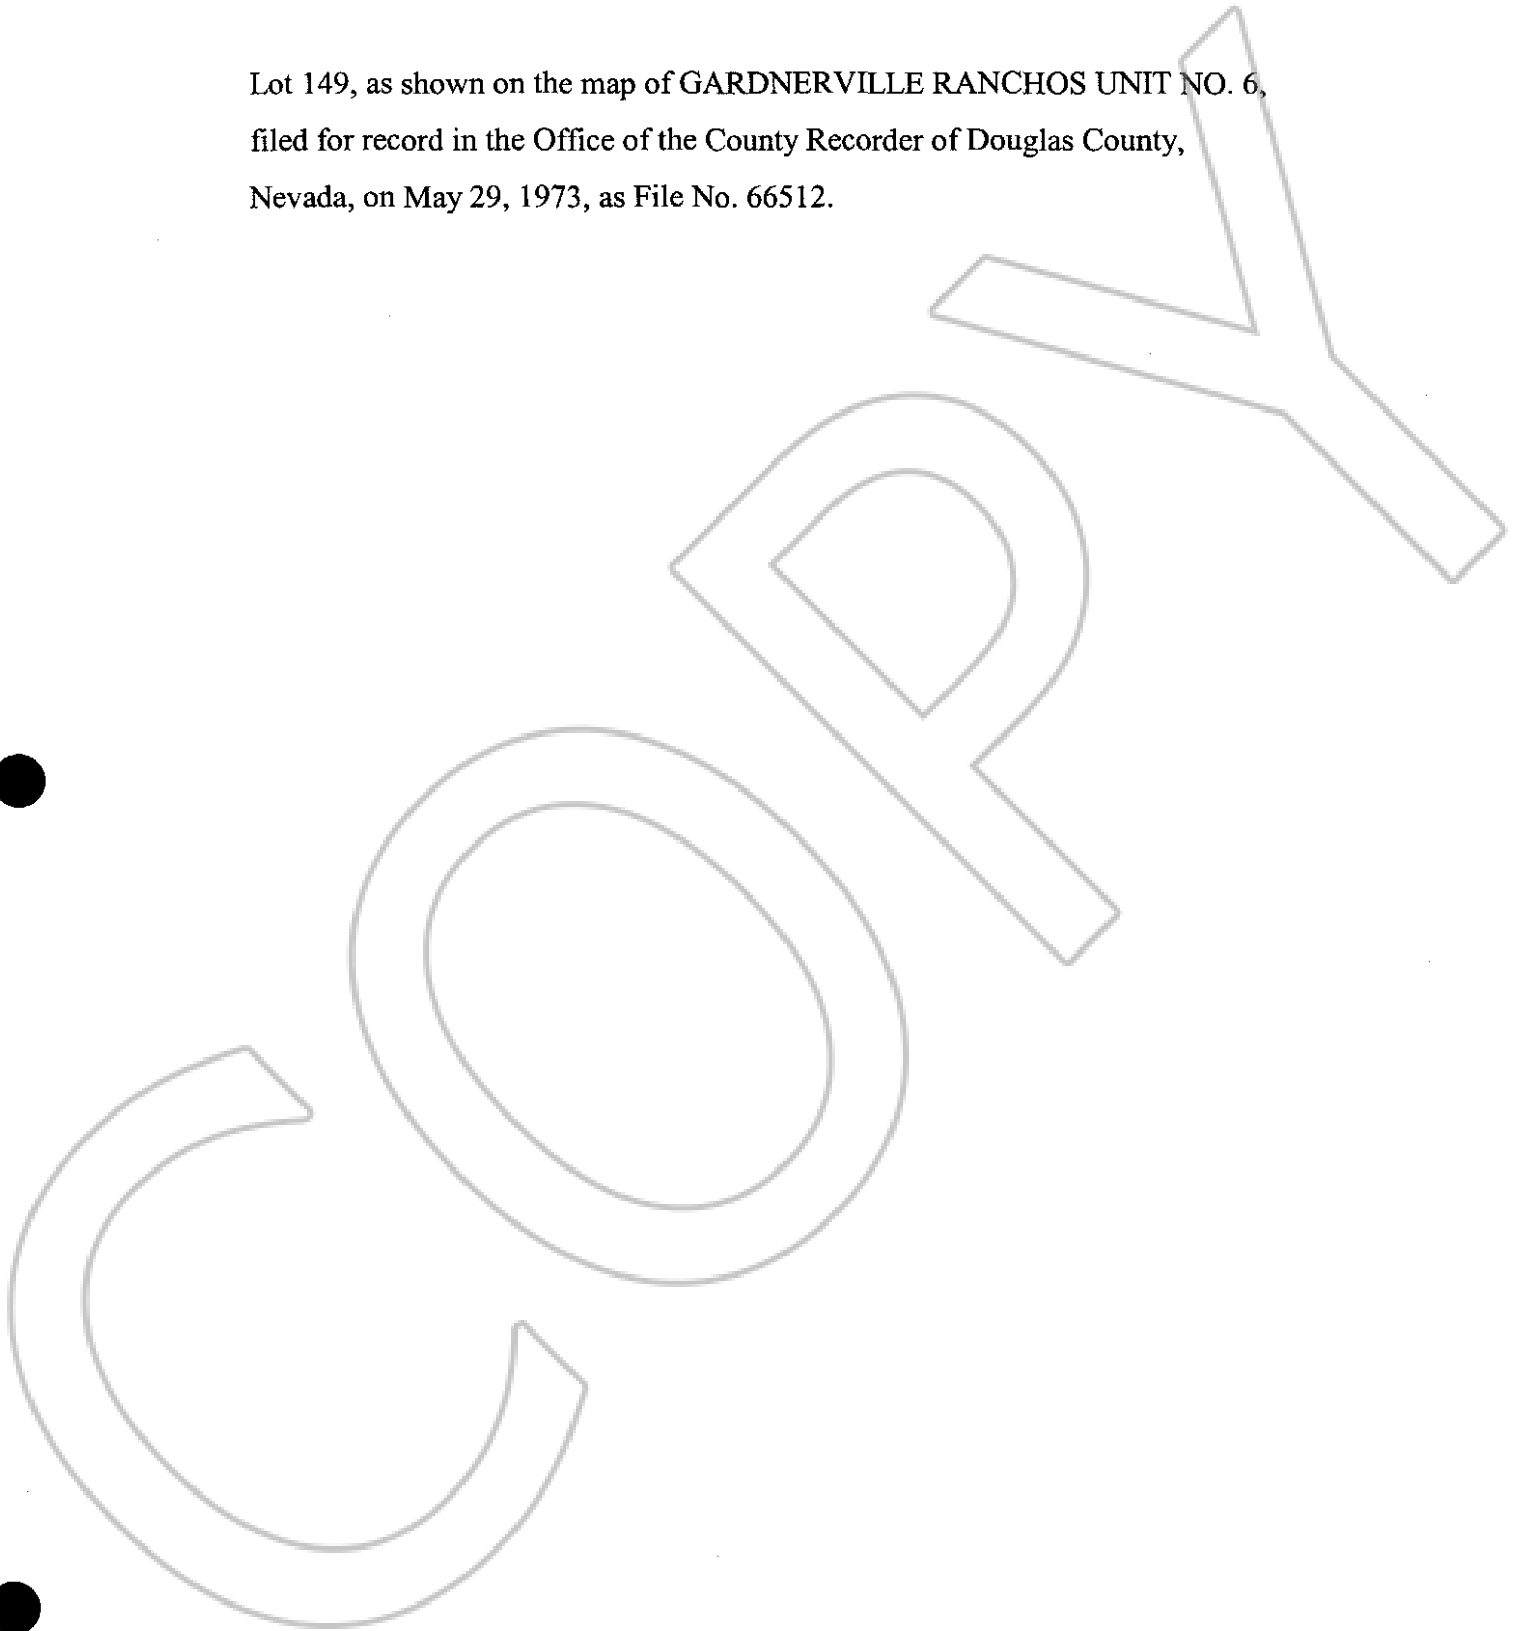 Lot 149, as shown on the map of GARDNERVILLE RANCHOS UNIT NO. 6,
filed for record in the Office of the County Recorder of Douglas County,
Nevada, on May 29, 1973, as File No. 66512.
COPY